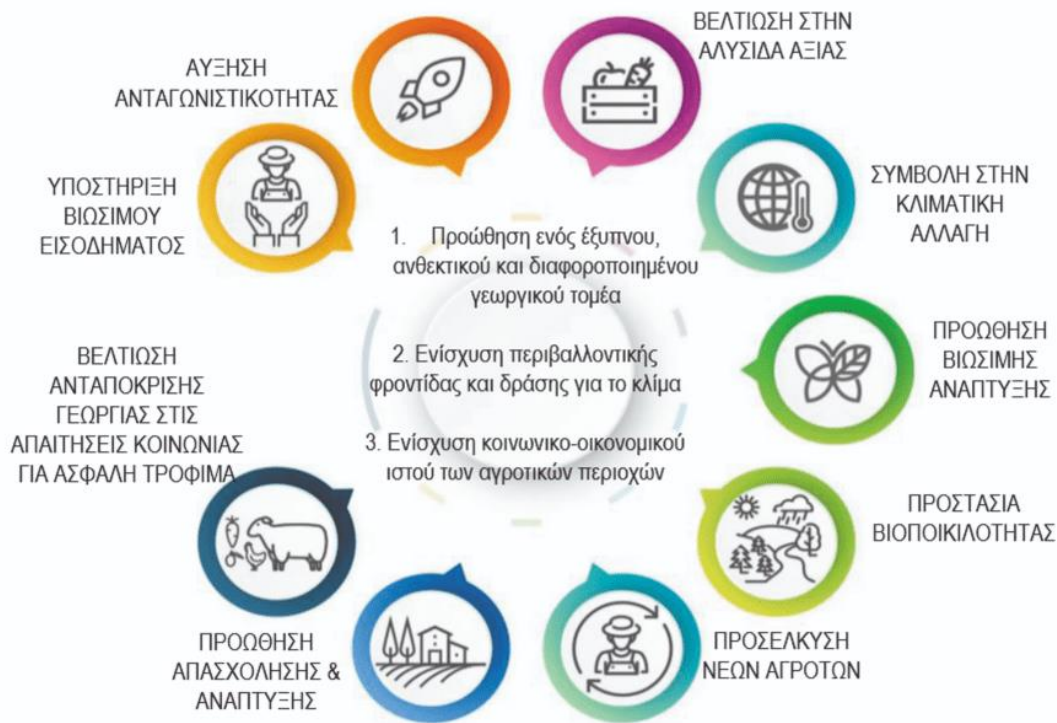 ΑΥΞΗΣΗ
ΑΝΤΑΓΩΝΙΣΤΙΚΟΤΗΤΑΣ
ΒΕΛΤΙΩΣΗ ΣΤΗΝ
ΑΛΥΣΙΔΑ ΑΞΙΑΣ
ΥΠΟΣΤΗΡΙΞΗ
ΒΙΩΣΙΜΟΥ
ΕΙΣΟΔΗΜΑΤΟΣ
ΣΥΜΒΟΛΗ ΣΤΗΝ
ΚΛΙΜΑΤΙΚΗ
ΑΛΛΑΓΗ
1. Προώθηση ενός έξυπνου,
ανθεκτικού και διαφοροποιημένου
γεωργικού τομέα
2. Ενίσχυση περιβαλλοντικής
φροντίδας και δράσης για το κλίμα
3. Ενίσχυση κοινωνικο-οικονομικού
ιστού των αγροτικών περιοχών
ΒΕΛΤΙΩΣΗ
ΑΝΤΑΠΟΚΡΙΣΗΣ
ΓΕΩΡΓΙΑΣ ΣΤΙΣ
ΑΠΑΙΤΗΣΕΙΣ ΚΟΙΝΩΝΙΑΣ
ΓΙΑ ΑΣΦΑΛΗ ΤΡΟΦΙΜΑ
ΠΡΟΩΘΗΣΗ
ΒΙΩΣΙΜΗΣ
ΑΝΑΠΤΥΞΗΣ
ΠΡΟΣΤΑΣΙΑ
ΒΙΟΠΟΙΚΙΛΟΤΗΤΑΣ
ΠΡΟΩΘΗΣΗ
ΑΠΑΣΧΟΛΗΣΗΣ &
ΑΝΑΠΤΥΞΗΣ
ΠΡΟΣΕΛΚΥΣΗ
ΝΕΩΝ ΑΓΡΟΤΩΝ